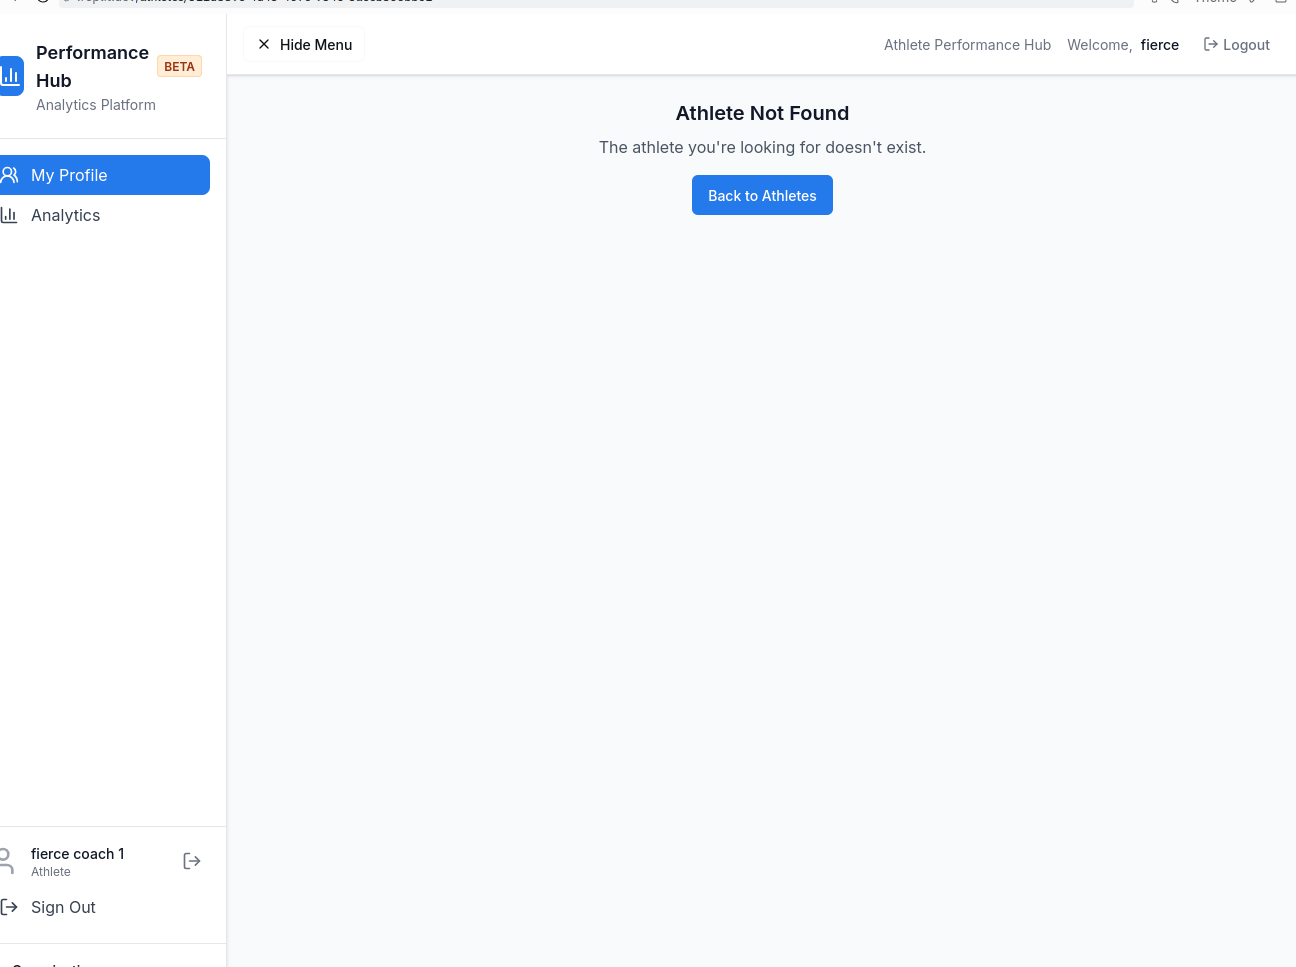 Performance
Hub
BETA
Analytics Platform
My Profile
Analytics
fierce coach 1
Athlete
Sign Out
Hide Menu
Athlete Performance Hub
Welcome, fierce
Logout
Athlete Not Found
The athlete you're looking for doesn't exist.
Back to Athletes